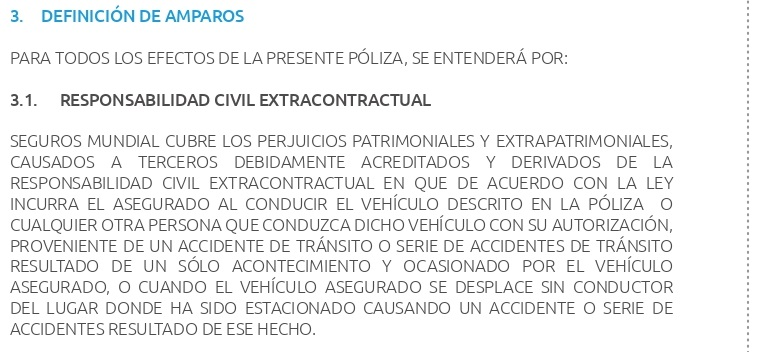 3. DEFINICIÓN DE AMPAROS
PARA TODOS LOS EFECTOS DE LA PRESENTE PÓLIZA, SE ENTENDERÁ POR:
3.1. RESPONSABILIDAD CIVIL EXTRACONTRACTUAL
SEGUROS MUNDIAL CUBRE LOS PERJUICIOS PATRIMONIALES Y EXTRAPATRIMONIALES,
CAUSADOS A TERCEROS DEBIDAMENTE ACREDITADOS Y DERIVADOS DE LA
RESPONSABILIDAD CIVIL EXTRACONTRACTUAL EN QUE DE ACUERDO CON LA LEY
INCURRA EL ASEGURADO AL CONDUCIR EL VEHÍCULO DESCRITO EN LA PÓLIZA O
CUALQUIER OTRA PERSONA QUE CONDUZCA DICHO VEHÍCULO CON SU AUTORIZACIÓN,
PROVENIENTE DE UN ACCIDENTE DE TRÁNSITO O SERIE DE ACCIDENTES DE TRÁNSITO
RESULTADO DE UN SÓLO ACONTECIMIENTO Y OCASIONADO POR EL VEHÍCULO
ASEGURADO, O CUANDO EL VEHÍCULO ASEGURADO SE DESPLACE SIN CONDUCTOR
DEL LUGAR DONDE HA SIDO ESTACIONADO CAUSANDO UN ACCIDENTE O SERIE DE
ACCIDENTES RESULTADO DE ESE HECHO.